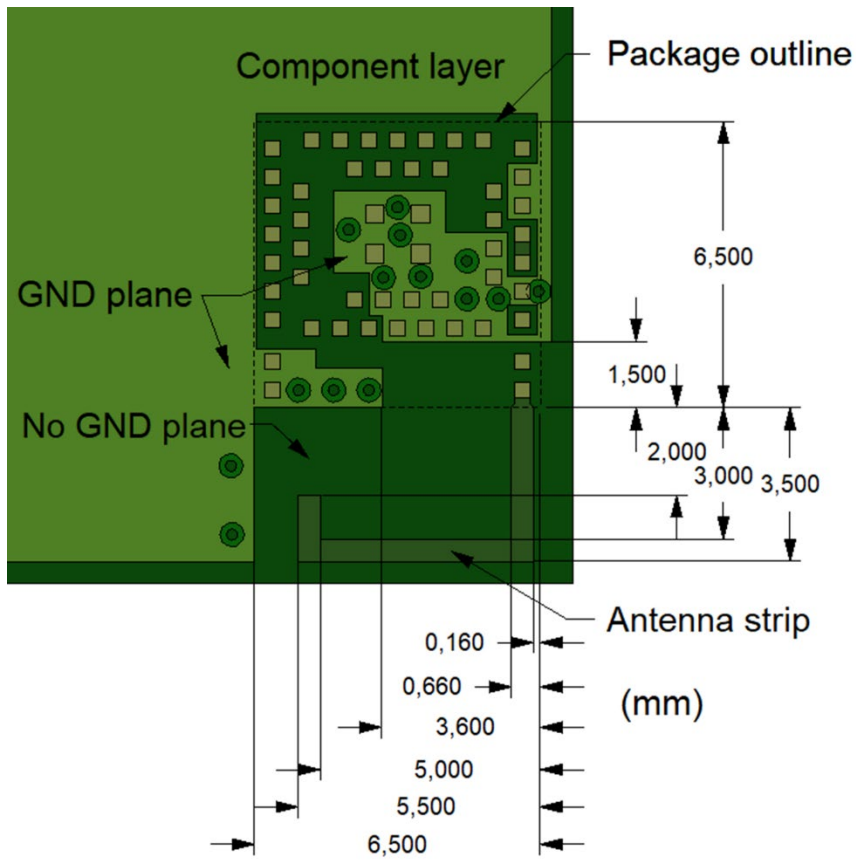 Package outline
Component layer
6,500
GND plane
1,500
No GND plane
2,000
3,000
3,500
Antenna strip
0,160
0,660
(mm)
3,600
5,000
5,500
6,500